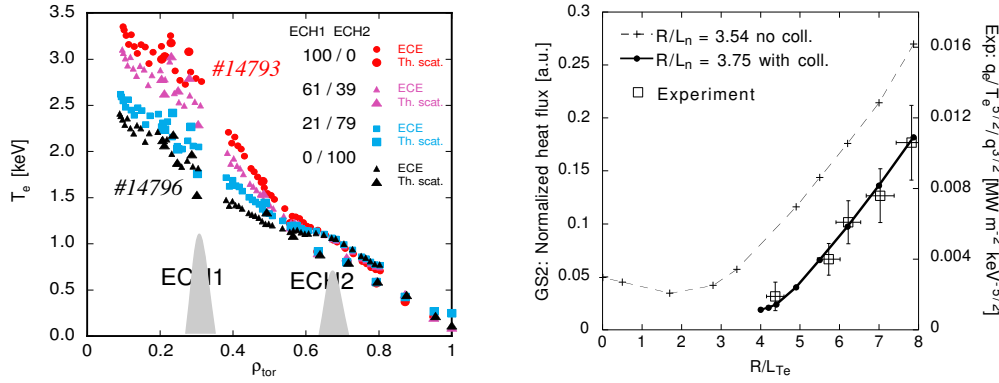 ECH1 ECH2
100 / 0
ECE
Th. scat.
61 / 39
ECE
Th. scat.
21 / 79
ECE
Th. scat.
0 / 100
ECE
Th. scat.
#14793
#14796
ECH1
ECH2
T_e [keV]
3.5
3.0
2.5
2.0
1.5
1.0
0.5
0.0
0 0.2 0.4 0.6 0.8 1
ρ_tor
R/L_n = 3.54 no coll.
R/L_n = 3.75 with coll.
Experiment
GS2: Normalized heat flux [a.u.]
0.3
0.25
0.2
0.15
0.1
0.05
0
0 1 2 3 4 5 6 7 8
R/L_Te
0.016
0.012
0.008
0.004
0
Exp: q_e/T_e^5/2/q^3/2 [MW m^-2 keV^-5/2]